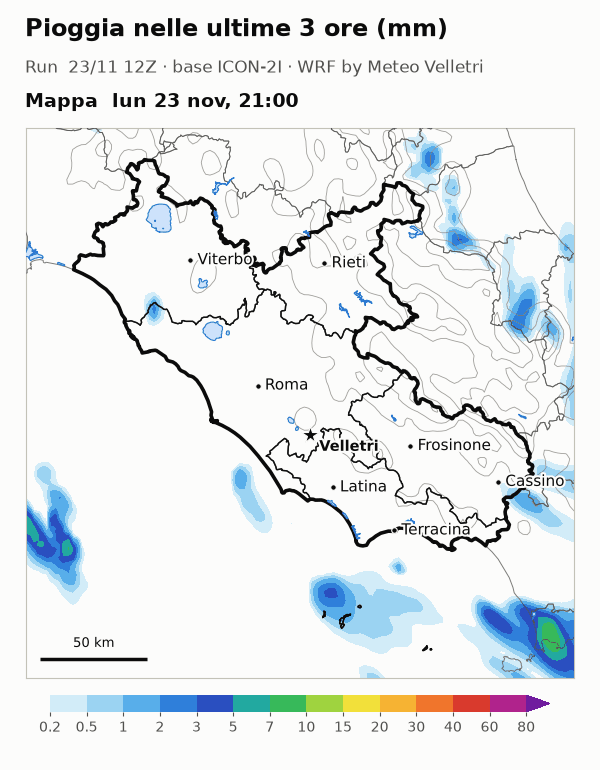 Pioggia nelle ultime 3 ore (mm)
Run  23/11 12Z · base ICON-2I · WRF by Meteo Velletri
Mappa  lun 23 nov, 21:00
Viterbo
Rieti
Roma
Velletri
Frosinone
Latina
Cassino
Terracina
50 km
0.2 0.5 1 2 3 5 7 10 15 20 30 40 60 80